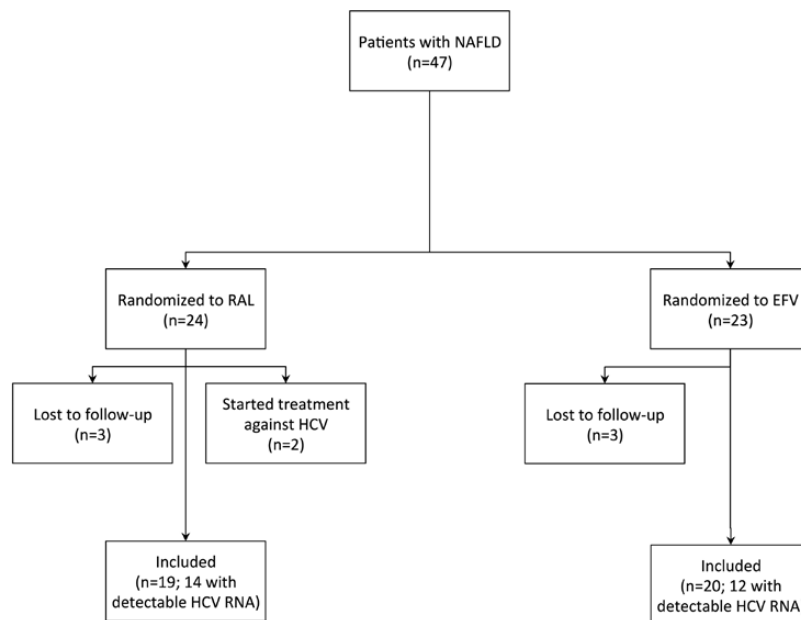 Patients with NAFLD
(n=47)
Randomized to RAL
(n=24)
Randomized to EFV
(n=23)
Lost to follow-up
(n=3)
Started treatment
against HCV
(n=2)
Lost to follow-up
(n=3)
Included
(n=19; 14 with
detectable HCV RNA)
Included
(n=20; 12 with
detectable HCV RNA